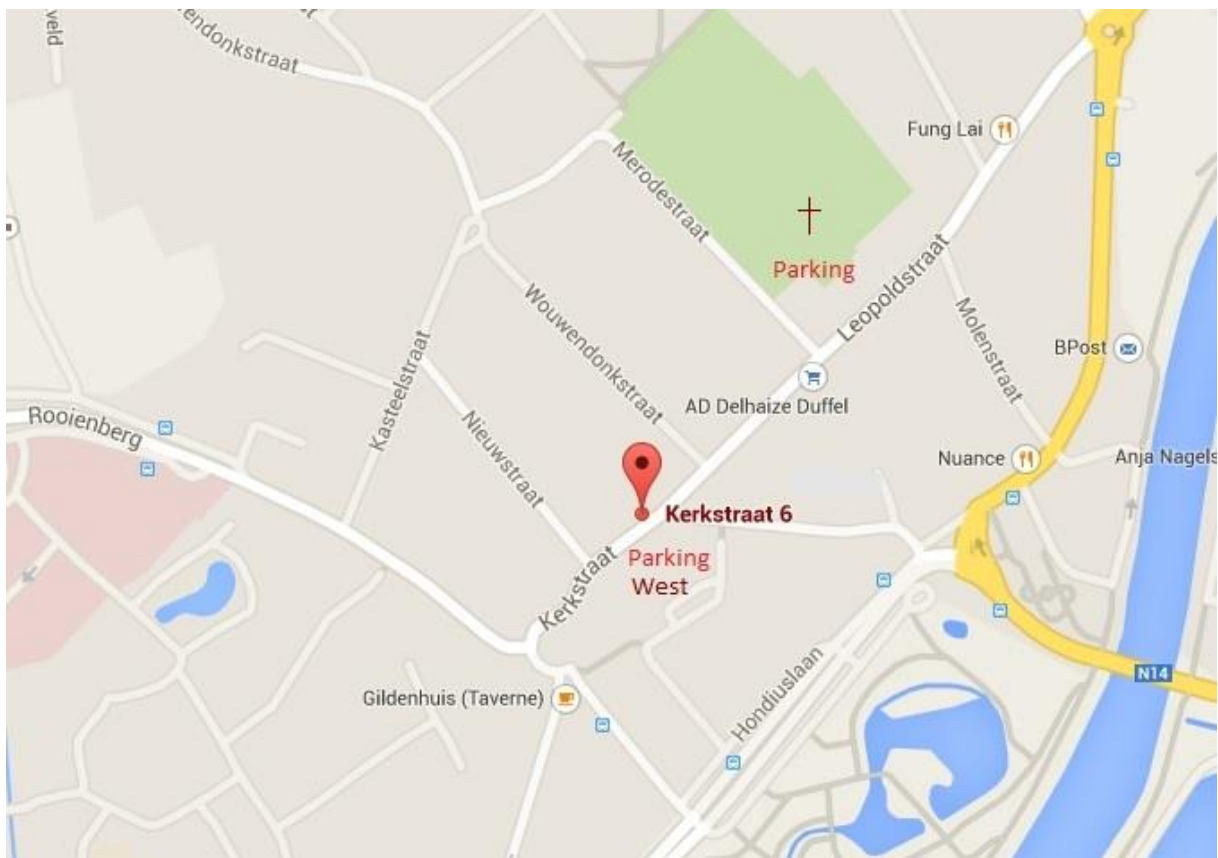 veld
Wouwendonkstraat
Fung Lai
Merodestraat
Parking
Leopoldstraat
Wouwendonkstraat
Molenstraat
BPost
Kasteelstraat
AD Delhaize Duffel
Rooienberg
Nieuwstraat
Nuance
Anja Nagels
Kerkstraat 6
Parking
West
Kerkstraat
Hondiuslaan
N14
Gildenhuis (Taverne)